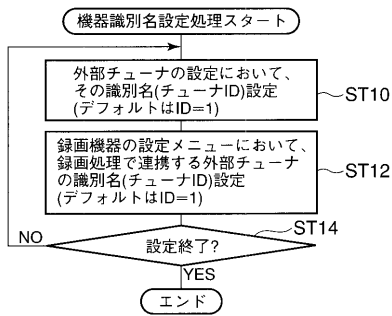 機器識別名設定処理スタート
外部チューナの設定において、
その識別名(チューナID)設定
(デフォルトはID=1)
ST10
録画機器の設定メニューにおいて、
録画処理で連携する外部チューナ
の識別名(チューナID)設定
(デフォルトはID=1)
ST12
ST14
設定終了?
NO
YES
エンド